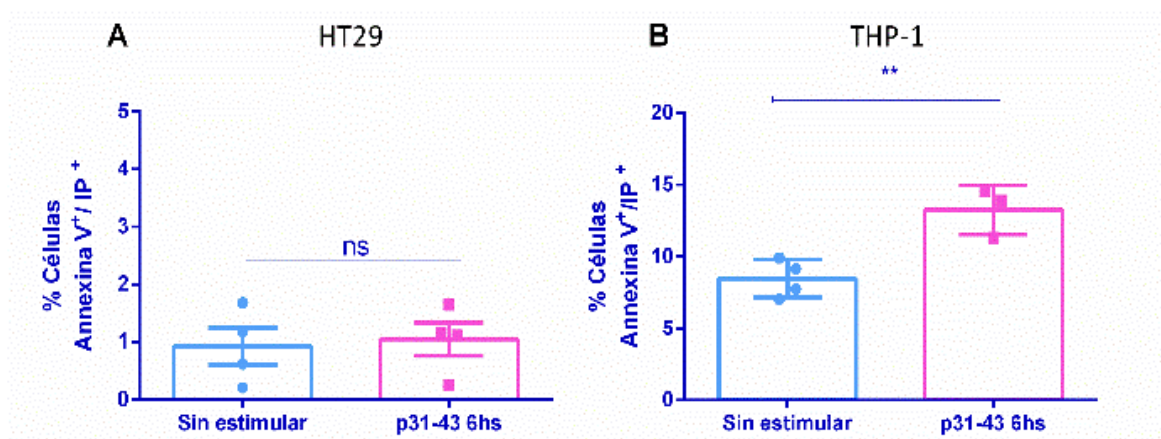 A
HT29
% Células
Annexina V+/ IP +
5
4
3
2
1
0
ns
Sin estimular
p31-43 6hs
B
THP-1
**
% Células
Annexina V+/IP +
20
15
10
5
0
Sin estimular
p31-43 6hs